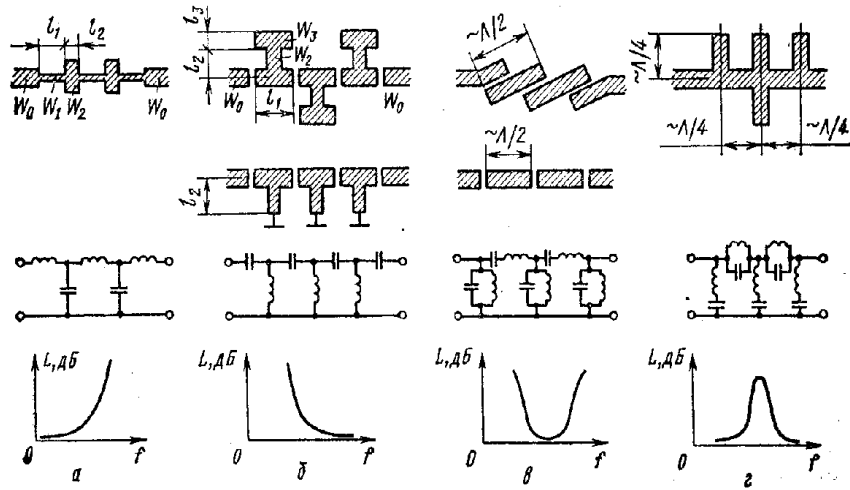 l₁ l₂
W₀ W₁ W₂ W₀
l₃ l₂ W₃ W₂
W₀ l₁ W₀
~Λ/2
~Λ/4
~Λ/4 ~Λ/4
l₂
~Λ/2
L,дБ
0 f
а
L,дБ
0 f
б
L,дБ
0 f
в
L,дБ
0 f
г